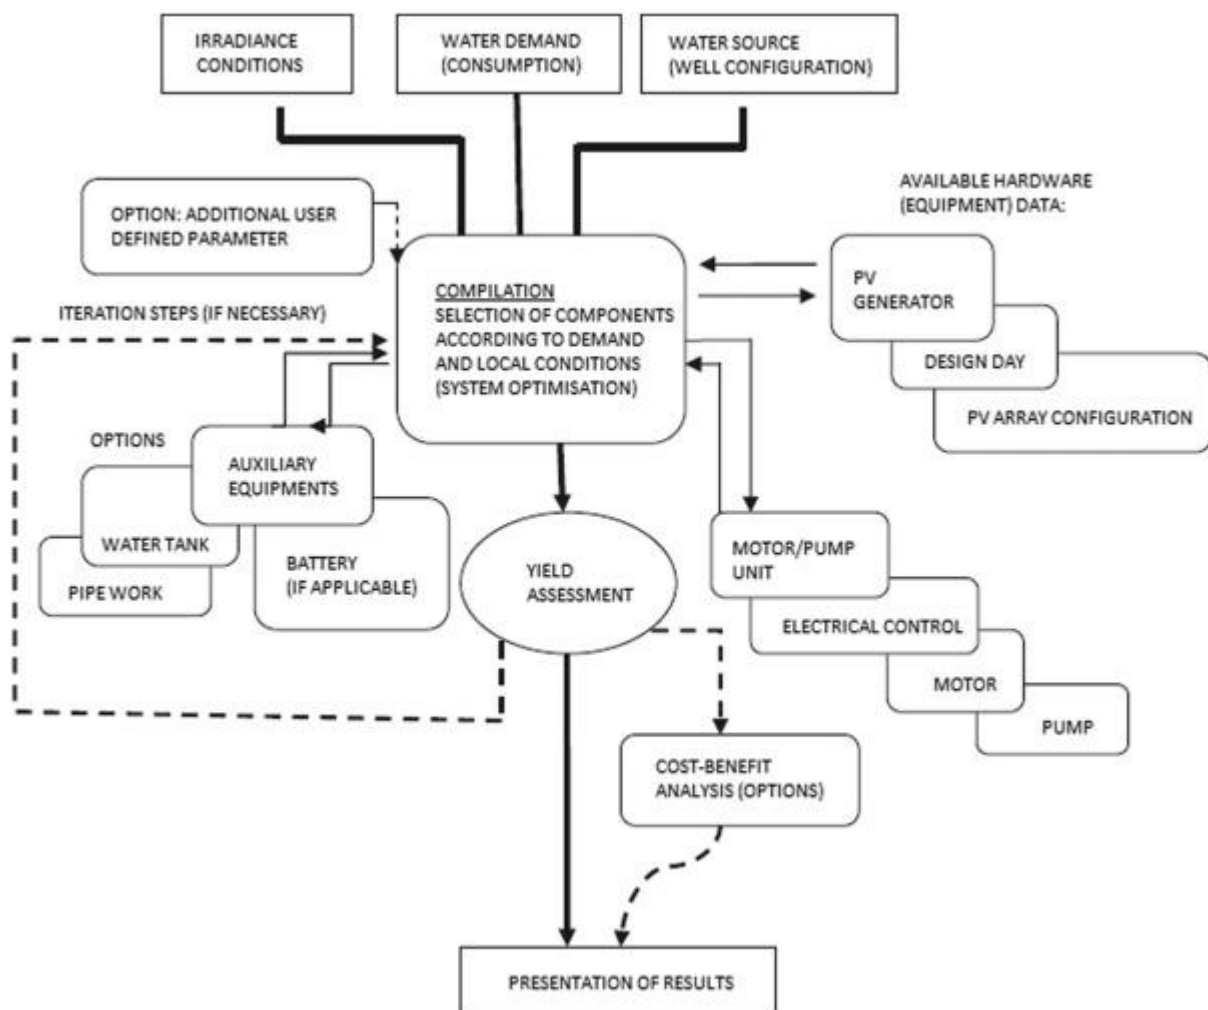 IRRADIANCE
CONDITIONS
WATER DEMAND
(CONSUMPTION)
WATER SOURCE
(WELL CONFIGURATION)
OPTION: ADDITIONAL USER
DEFINED PARAMETER
AVAILABLE HARDWARE
(EQUIPMENT) DATA:
COMPILATION
SELECTION OF COMPONENTS
ACCORDING TO DEMAND
AND LOCAL CONDITIONS
(SYSTEM OPTIMISATION)
PV
GENERATOR
DESIGN DAY
PV ARRAY CONFIGURATION
ITERATION STEPS (IF NECESSARY)
OPTIONS
AUXILIARY
EQUIPMENTS
WATER TANK
PIPE WORK
BATTERY
(IF APPLICABLE)
YIELD
ASSESSMENT
MOTOR/PUMP
UNIT
ELECTRICAL CONTROL
MOTOR
PUMP
COST-BENEFIT
ANALYSIS (OPTIONS)
PRESENTATION OF RESULTS